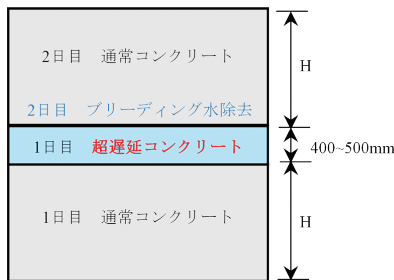 2日目 通常コンクリート
H
2日目 ブリーディング水除去
1日目 超遅延コンクリート
400~500mm
1日目 通常コンクリート
H